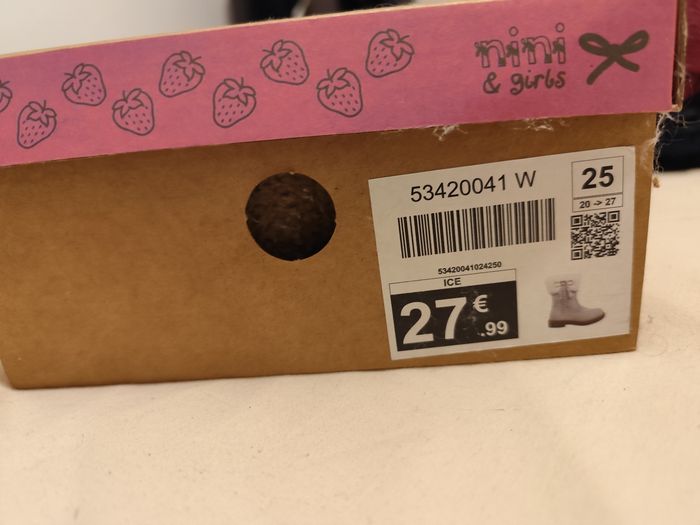 nini
& girls
53420041 W
25
20 -> 27
53420041024250
ICE
27€.99